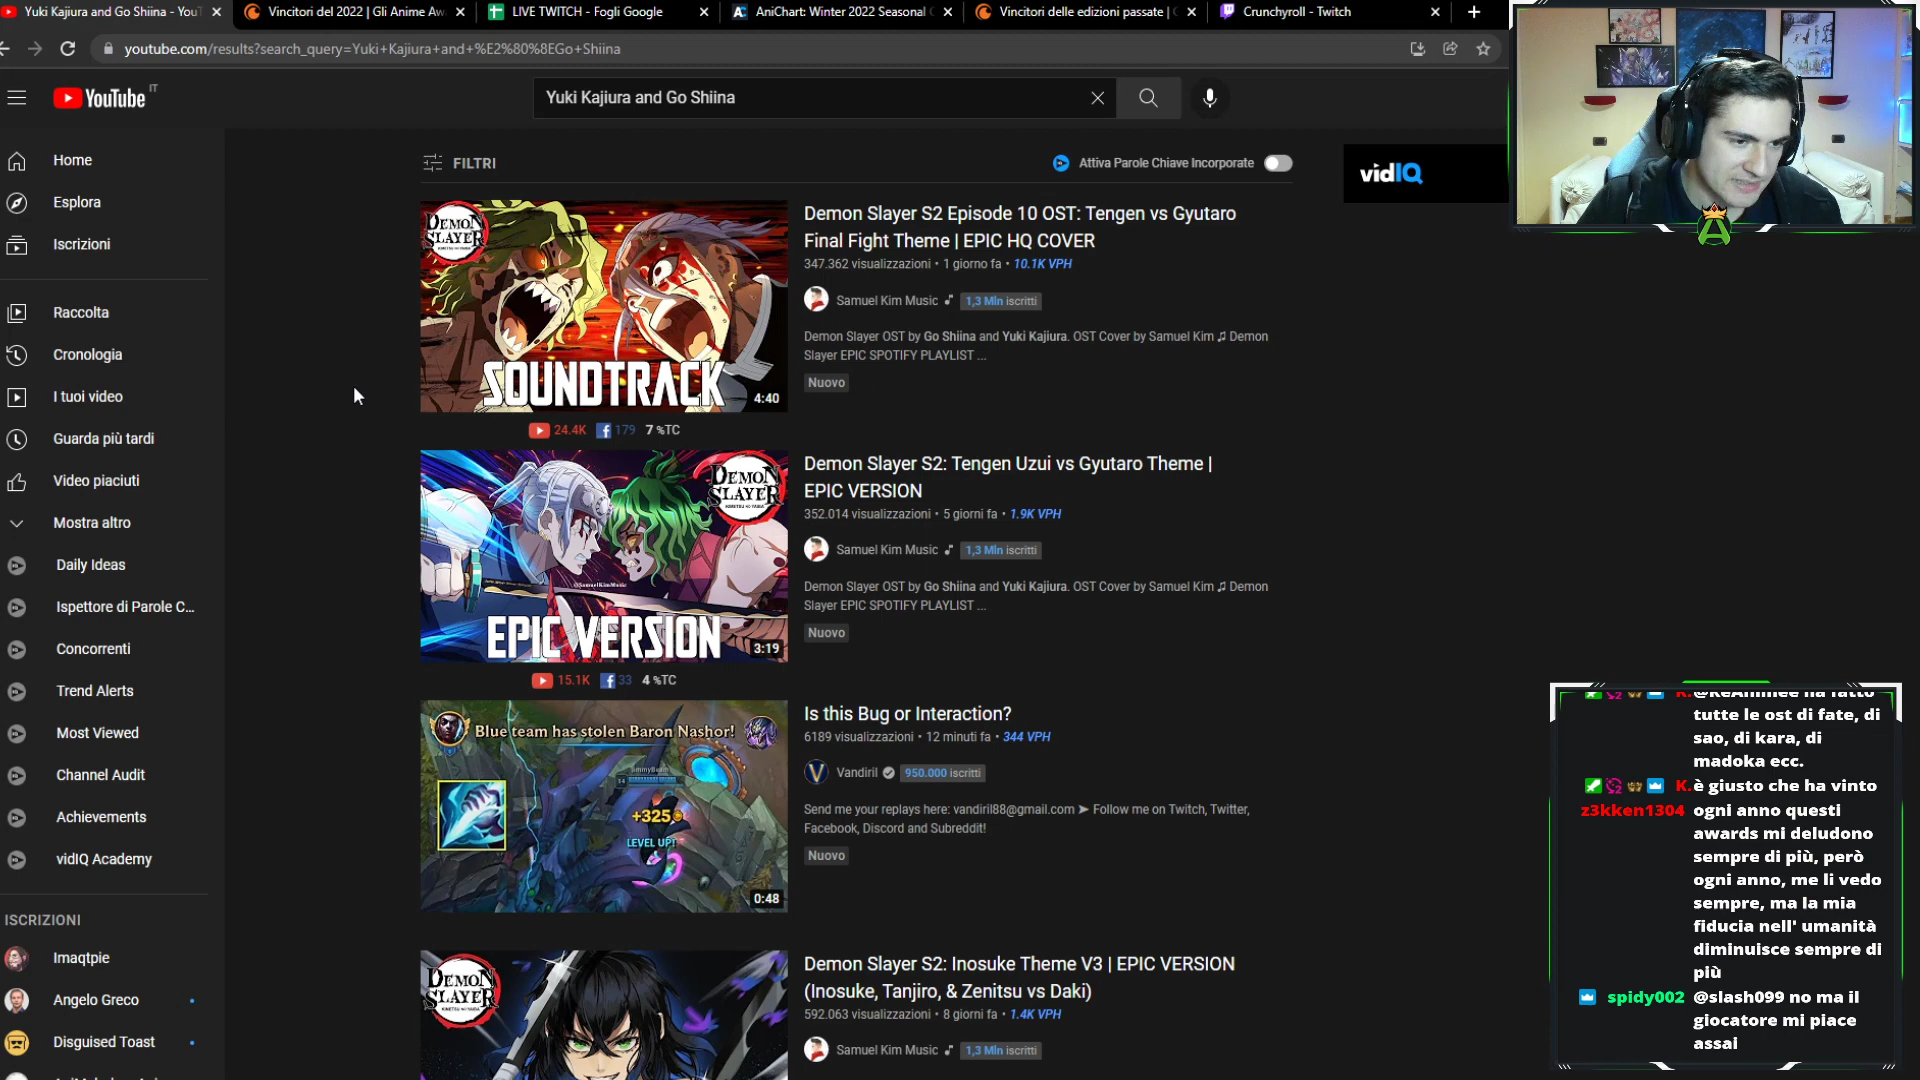 Yuki Kajiura and Go Shiina - YouT
Vincitori del 2022 | Gli Anime Aw
LIVE TWITCH - Fogli Google
AniChart: Winter 2022 Seasonal
Vincitori delle edizioni passate |
Crunchyroll - Twitch
youtube.com/results?search_query=Yuki+Kajiura+and+%E2%80%8EGo+Shiina
YouTube IT
Yuki Kajiura and Go Shiina
Home
Esplora
Iscrizioni
Raccolta
Cronologia
I tuoi video
Guarda più tardi
Video piaciuti
Mostra altro
Daily Ideas
Ispettore di Parole C...
Concorrenti
Trend Alerts
Most Viewed
Channel Audit
Achievements
vidIQ Academy
ISCRIZIONI
Imaqtpie
Angelo Greco
Disguised Toast
FILTRI
Attiva Parole Chiave Incorporate
vidIQ
DEMON
SLAYER
SOUNDTRACK
4:40
Demon Slayer S2 Episode 10 OST: Tengen vs Gyutaro
Final Fight Theme | EPIC HQ COVER
347.362 visualizzazioni • 1 giorno fa • 10.1K VPH
Samuel Kim Music 1,3 Mln iscritti
Demon Slayer OST by Go Shiina and Yuki Kajiura. OST Cover by Samuel Kim ♫ Demon
Slayer EPIC SPOTIFY PLAYLIST ...
Nuovo
24.4K 179 7 %TC
DEMON
SLAYER
@SamuelKimMusic
EPIC VERSION
3:19
Demon Slayer S2: Tengen Uzui vs Gyutaro Theme |
EPIC VERSION
352.014 visualizzazioni • 5 giorni fa • 1.9K VPH
Samuel Kim Music 1,3 Mln iscritti
Demon Slayer OST by Go Shiina and Yuki Kajiura. OST Cover by Samuel Kim ♫ Demon
Slayer EPIC SPOTIFY PLAYLIST ...
Nuovo
15.1K 33 4 %TC
Blue team has stolen Baron Nashor!
+325
LEVEL UP!
0:48
Is this Bug or Interaction?
6189 visualizzazioni • 12 minuti fa • 344 VPH
Vandiril 950.000 iscritti
Send me your replays here: vandiril88@gmail.com ➤ Follow me on Twitch, Twitter,
Facebook, Discord and Subreddit!
Nuovo
DEMON
SLAYER
Demon Slayer S2: Inosuke Theme V3 | EPIC VERSION
(Inosuke, Tanjiro, & Zenitsu vs Daki)
592.063 visualizzazioni • 8 giorni fa • 1.4K VPH
Samuel Kim Music 1,3 Mln iscritti
A
ha fatto
tutte le ost di fate, di
sao, di kara, di
madoka ecc.
K. è giusto che ha vinto
z3kken1304 ogni anno questi
awards mi deludono
sempre di più, però
ogni anno, me li vedo
sempre, ma la mia
fiducia nell' umanità
diminuisce sempre di
più
spidy002 @slash099 no ma il
giocatore mi piace
assai